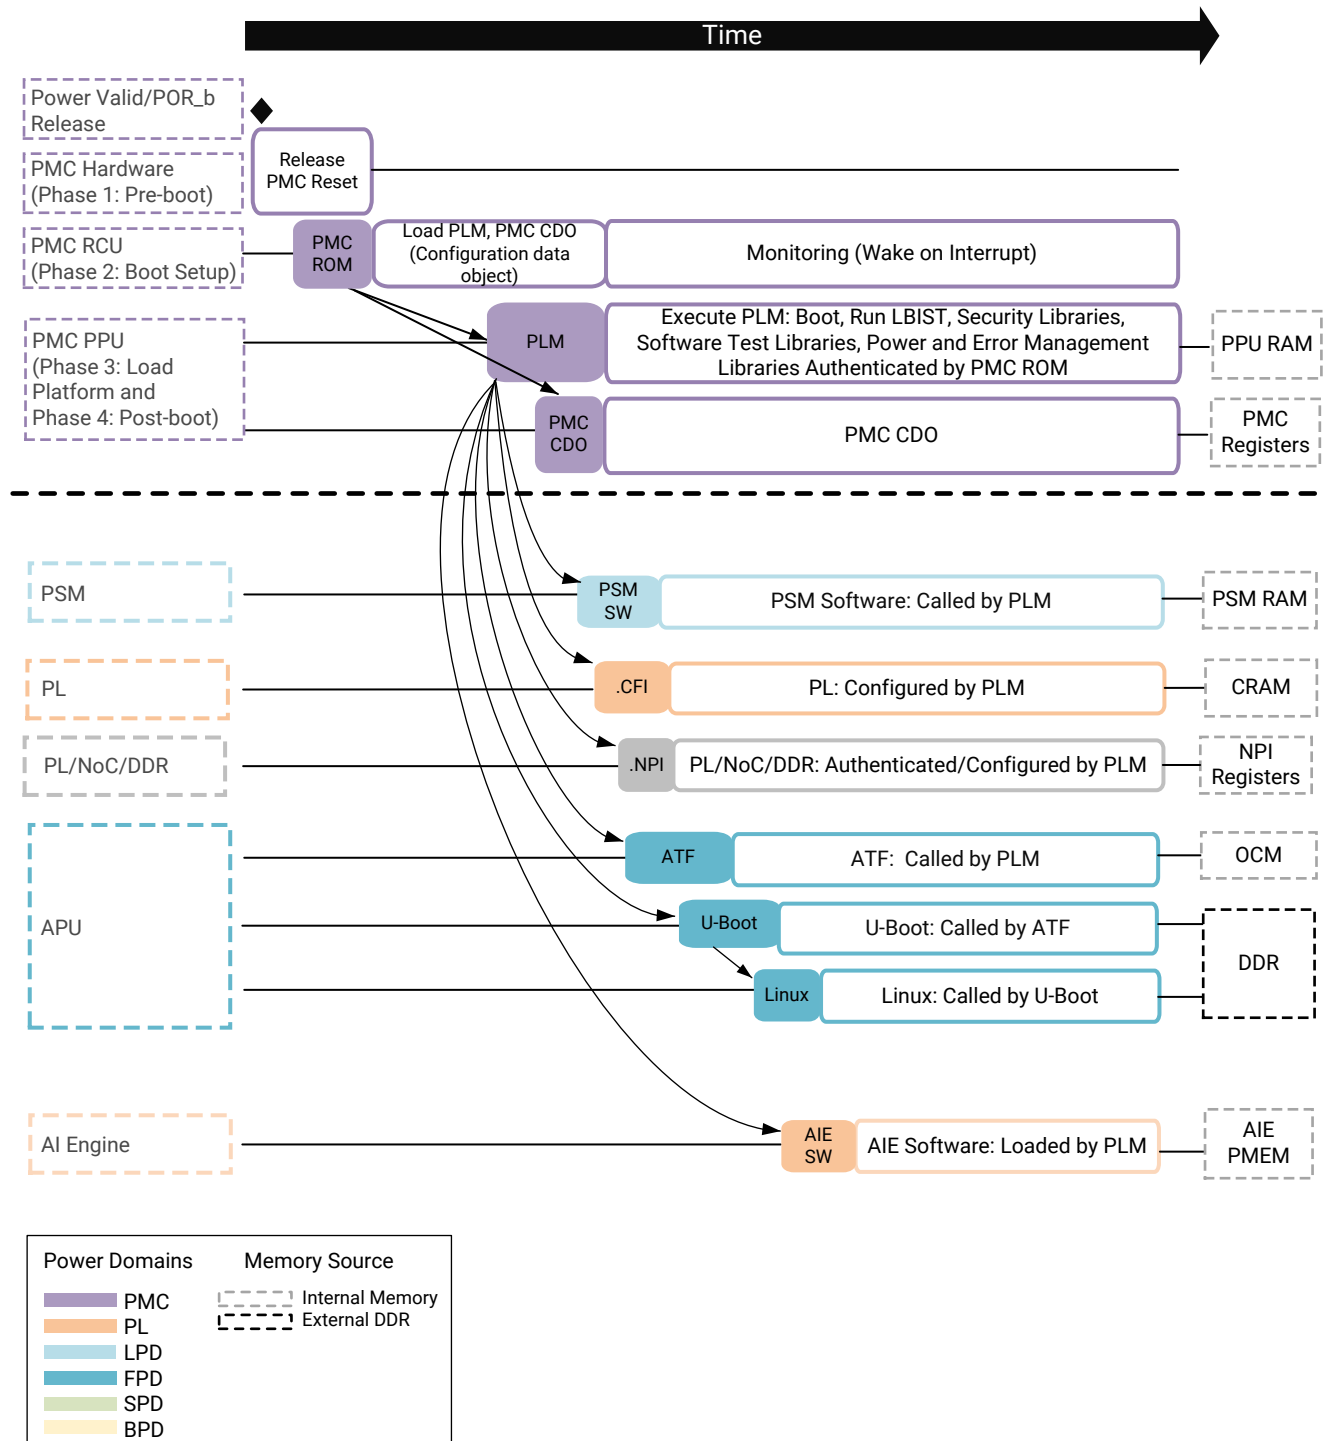 Time
Power Valid/POR_b
Release
PMC Hardware
(Phase 1: Pre-boot)
Release
PMC Reset
PMC RCU
(Phase 2: Boot Setup)
PMC
ROM
Load PLM, PMC CDO
(Configuration data
object)
Monitoring (Wake on Interrupt)
PMC PPU
(Phase 3: Load
Platform and
Phase 4: Post-boot)
PLM
Execute PLM: Boot, Run LBIST, Security Libraries,
Software Test Libraries, Power and Error Management
Libraries Authenticated by PMC ROM
PPU RAM
PMC
CDO
PMC CDO
PMC
Registers
PSM
PSM
SW
PSM Software: Called by PLM
PSM RAM
PL
.CFI
PL: Configured by PLM
CRAM
PL/NoC/DDR
.NPI
PL/NoC/DDR: Authenticated/Configured by PLM
NPI
Registers
APU
ATF
ATF:  Called by PLM
OCM
U-Boot
U-Boot: Called by ATF
DDR
Linux
Linux: Called by U-Boot
AI Engine
AIE
SW
AIE Software: Loaded by PLM
AIE
PMEM
Power Domains
PMC
PL
LPD
FPD
SPD
BPD
Memory Source
Internal Memory
External DDR